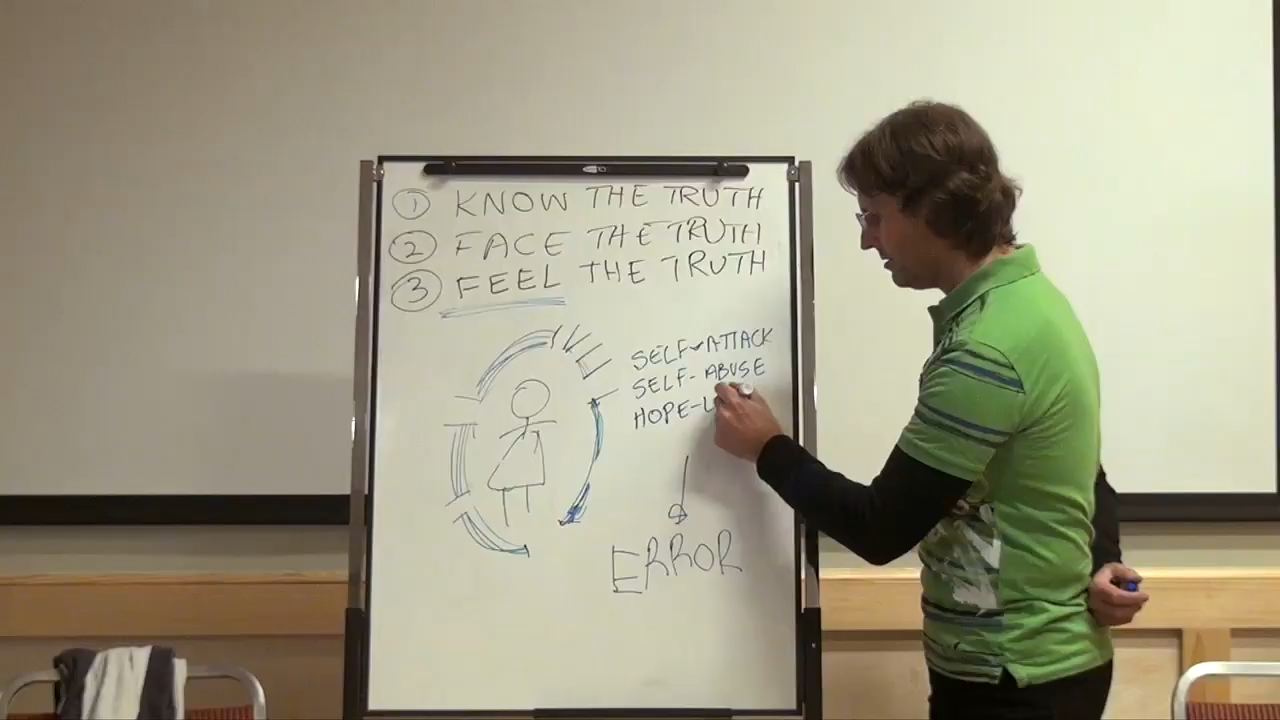 ① KNOW THE TRUTH
② FACE THE TRUTH
③ FEEL THE TRUTH
SELF-ATTACK
SELF-ABUSE
HOPE-L
ERROR